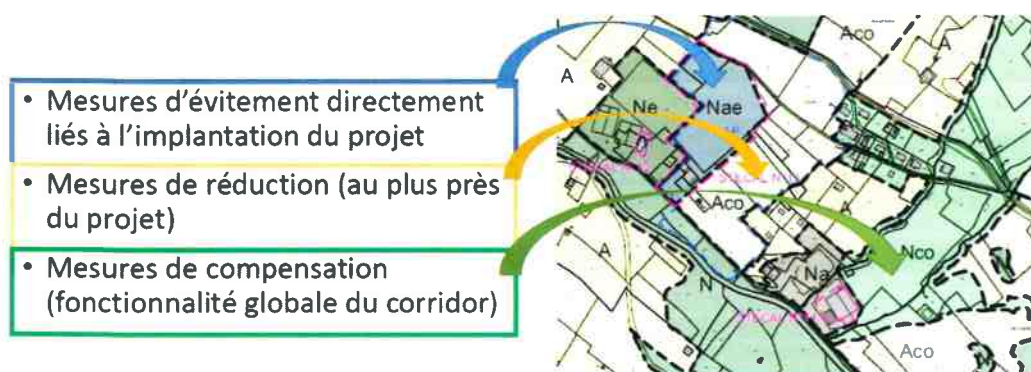 • Mesures d'évitement directement
liés à l'implantation du projet
• Mesures de réduction (au plus près
du projet)
• Mesures de compensation
(fonctionnalité globale du corridor)
Aco
A
A
Ne
Nae
Aco
A
A
Nco
Na
N
Aco
N